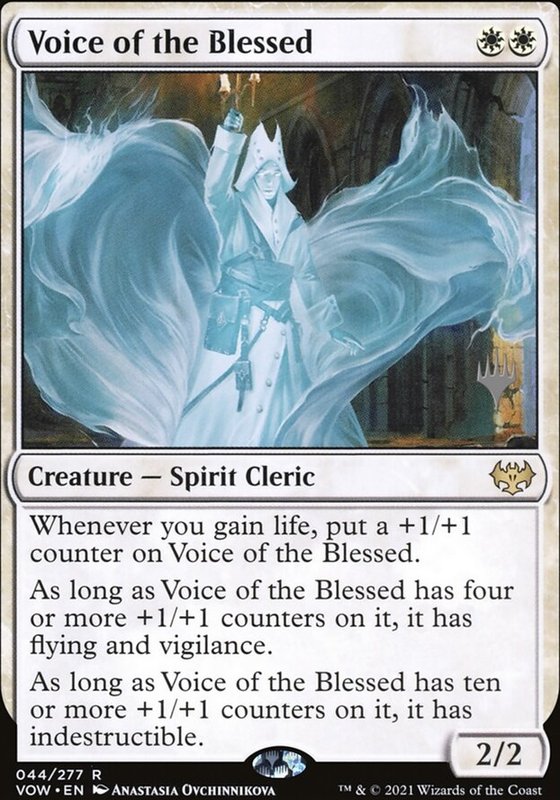 Voice of the Blessed
Creature — Spirit Cleric
Whenever you gain life, put a +1/+1
counter on Voice of the Blessed.
As long as Voice of the Blessed has four
or more +1/+1 counters on it, it has
flying and vigilance.
As long as Voice of the Blessed has ten
or more +1/+1 counters on it, it has
indestructible.
2/2
044/277 R
VOW • EN Anastasia Ovchinnikova
™ & © 2021 Wizards of the Coast